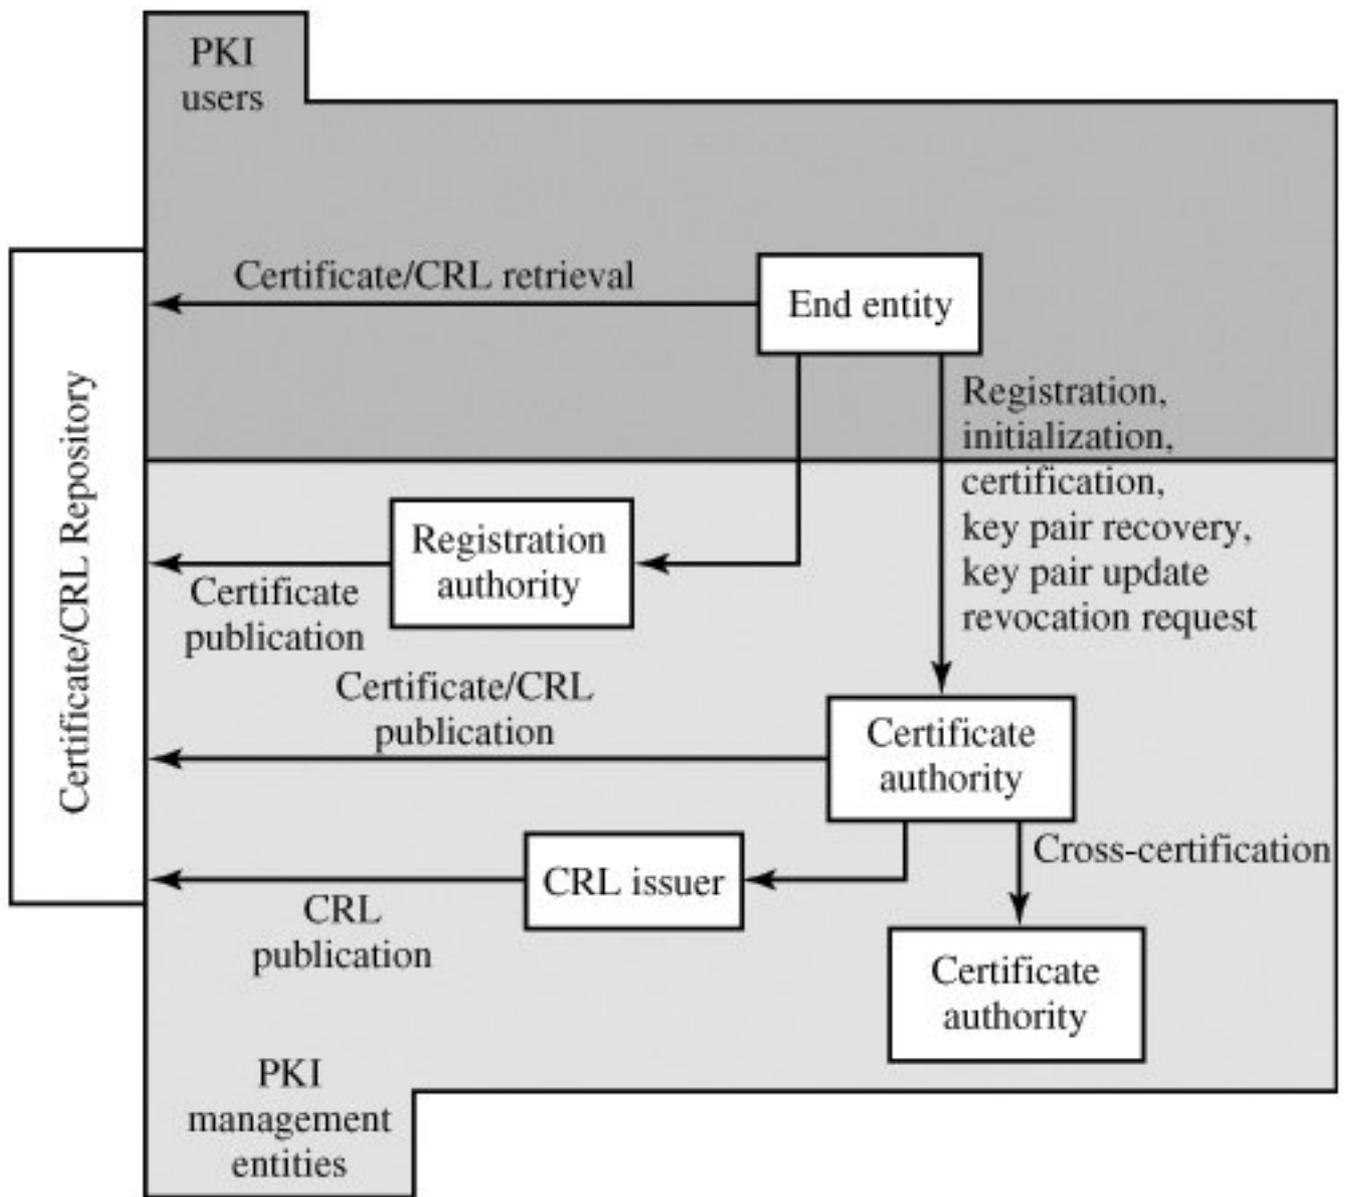 PKI
users
Certificate/CRL retrieval
End entity
Certificate/CRL Repository
Registration,
initialization,
certification,
key pair recovery,
key pair update
revocation request
Registration
authority
Certificate
publication
Certificate/CRL
publication
Certificate
authority
Cross-certification
CRL issuer
CRL
publication
Certificate
authority
PKI
management
entities